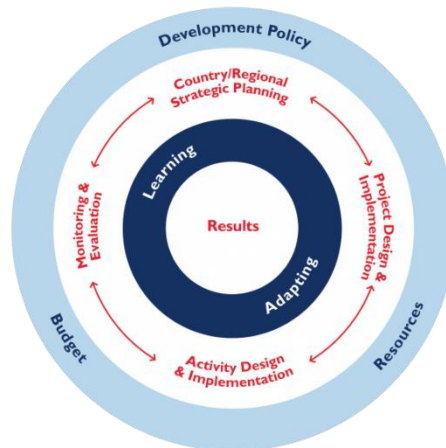 Development Policy
Country/Regional
Strategic Planning
Learning
Monitoring &
Evaluation
Results
Project Design &
Implementation
Adapting
Budget
Activity Design
& Implementation
Resources